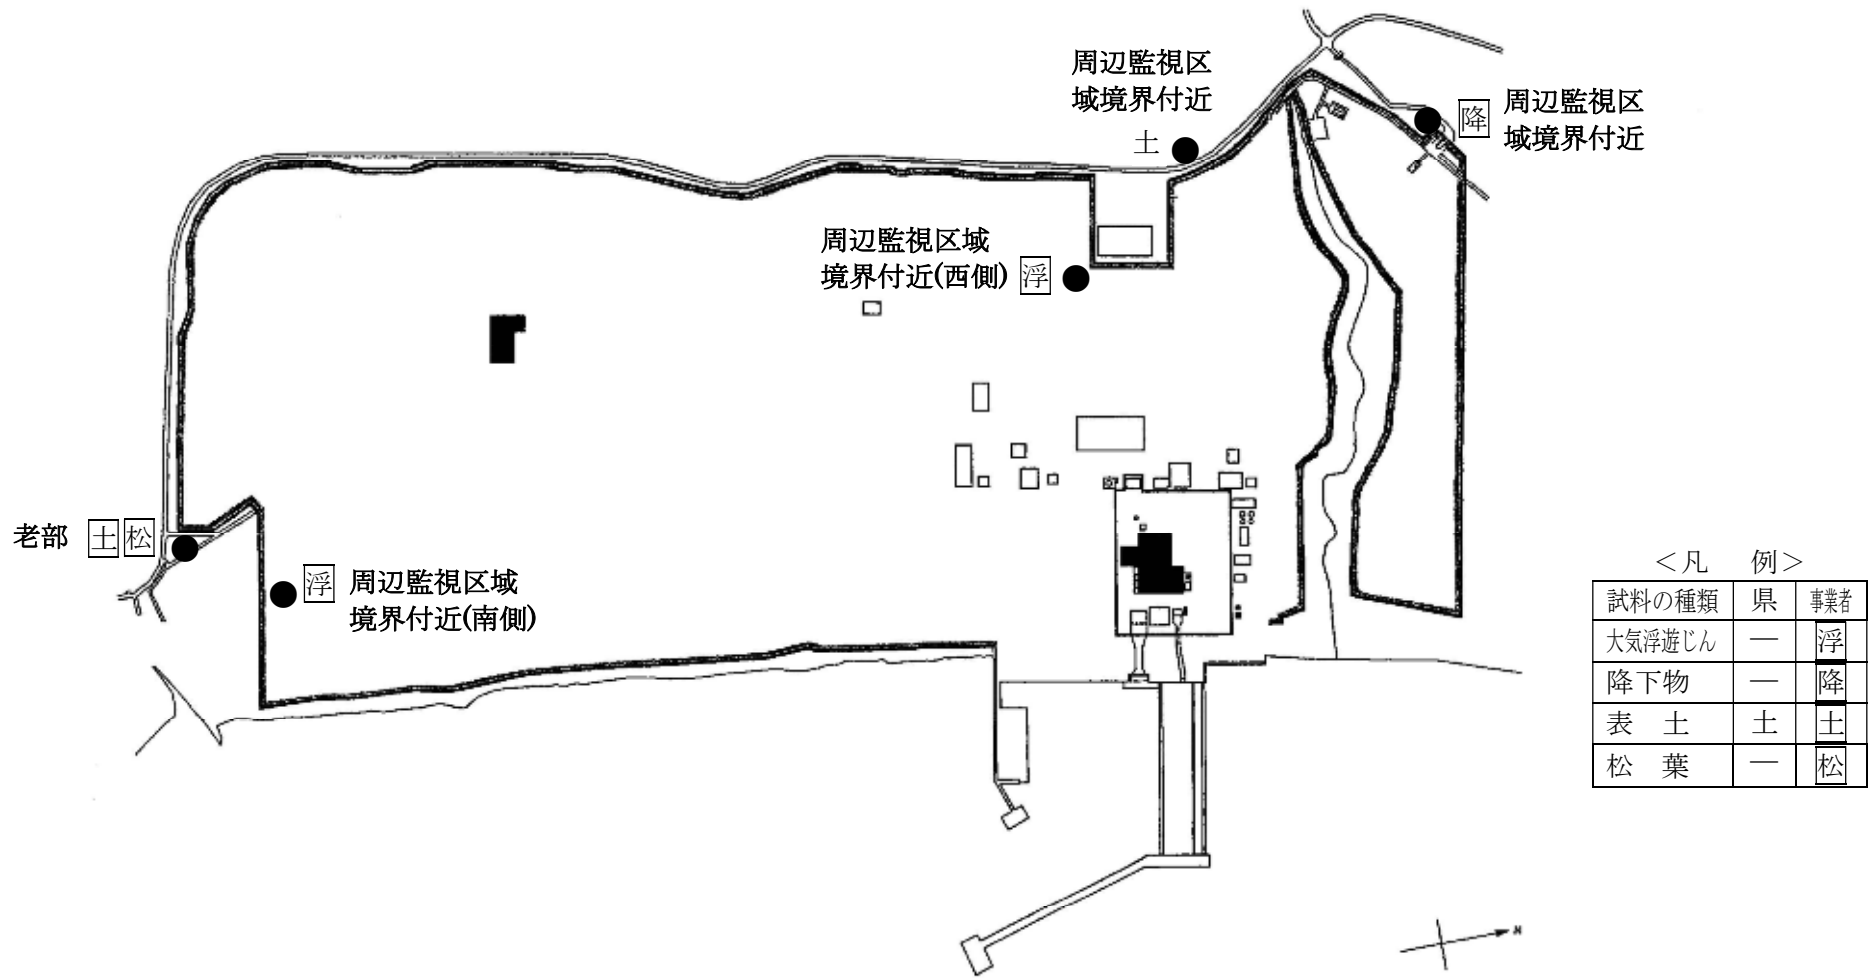 周辺監視区
域境界付近
土
降
周辺監視区
域境界付近
周辺監視区域
境界付近(西側) 浮
老部 土 松
浮
周辺監視区域
境界付近(南側)
<凡 例>
試料の種類 県 事業者
大気浮遊じん ― 浮
降下物 ― 降
表 土 土 土
松 葉 ― 松
N